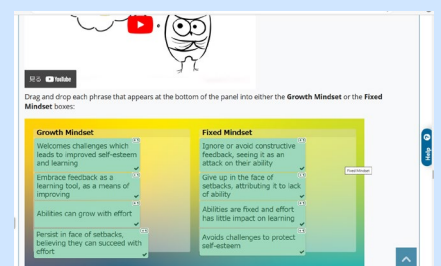 見る YouTube
Drag and drop each phrase that appears at the bottom of the panel into either the Growth Mindset or the Fixed
Mindset boxes:
Growth Mindset
Welcomes challenges which
leads to improved self-esteem
and learning
Embrace feedback as a
learning tool, as a means of
improving
Abilities can grow with effort
Persist in face of setbacks,
believing they can succeed with
effort
Fixed Mindset
Ignore or avoid constructive
feedback, seeing it as an
attack on their ability
Give up in the face of
setbacks, attributing it to lack
of ability
Abilities are fixed and effort
has little impact on learning
Avoids challenges to protect
self-esteem
Fixed Mindset
Help